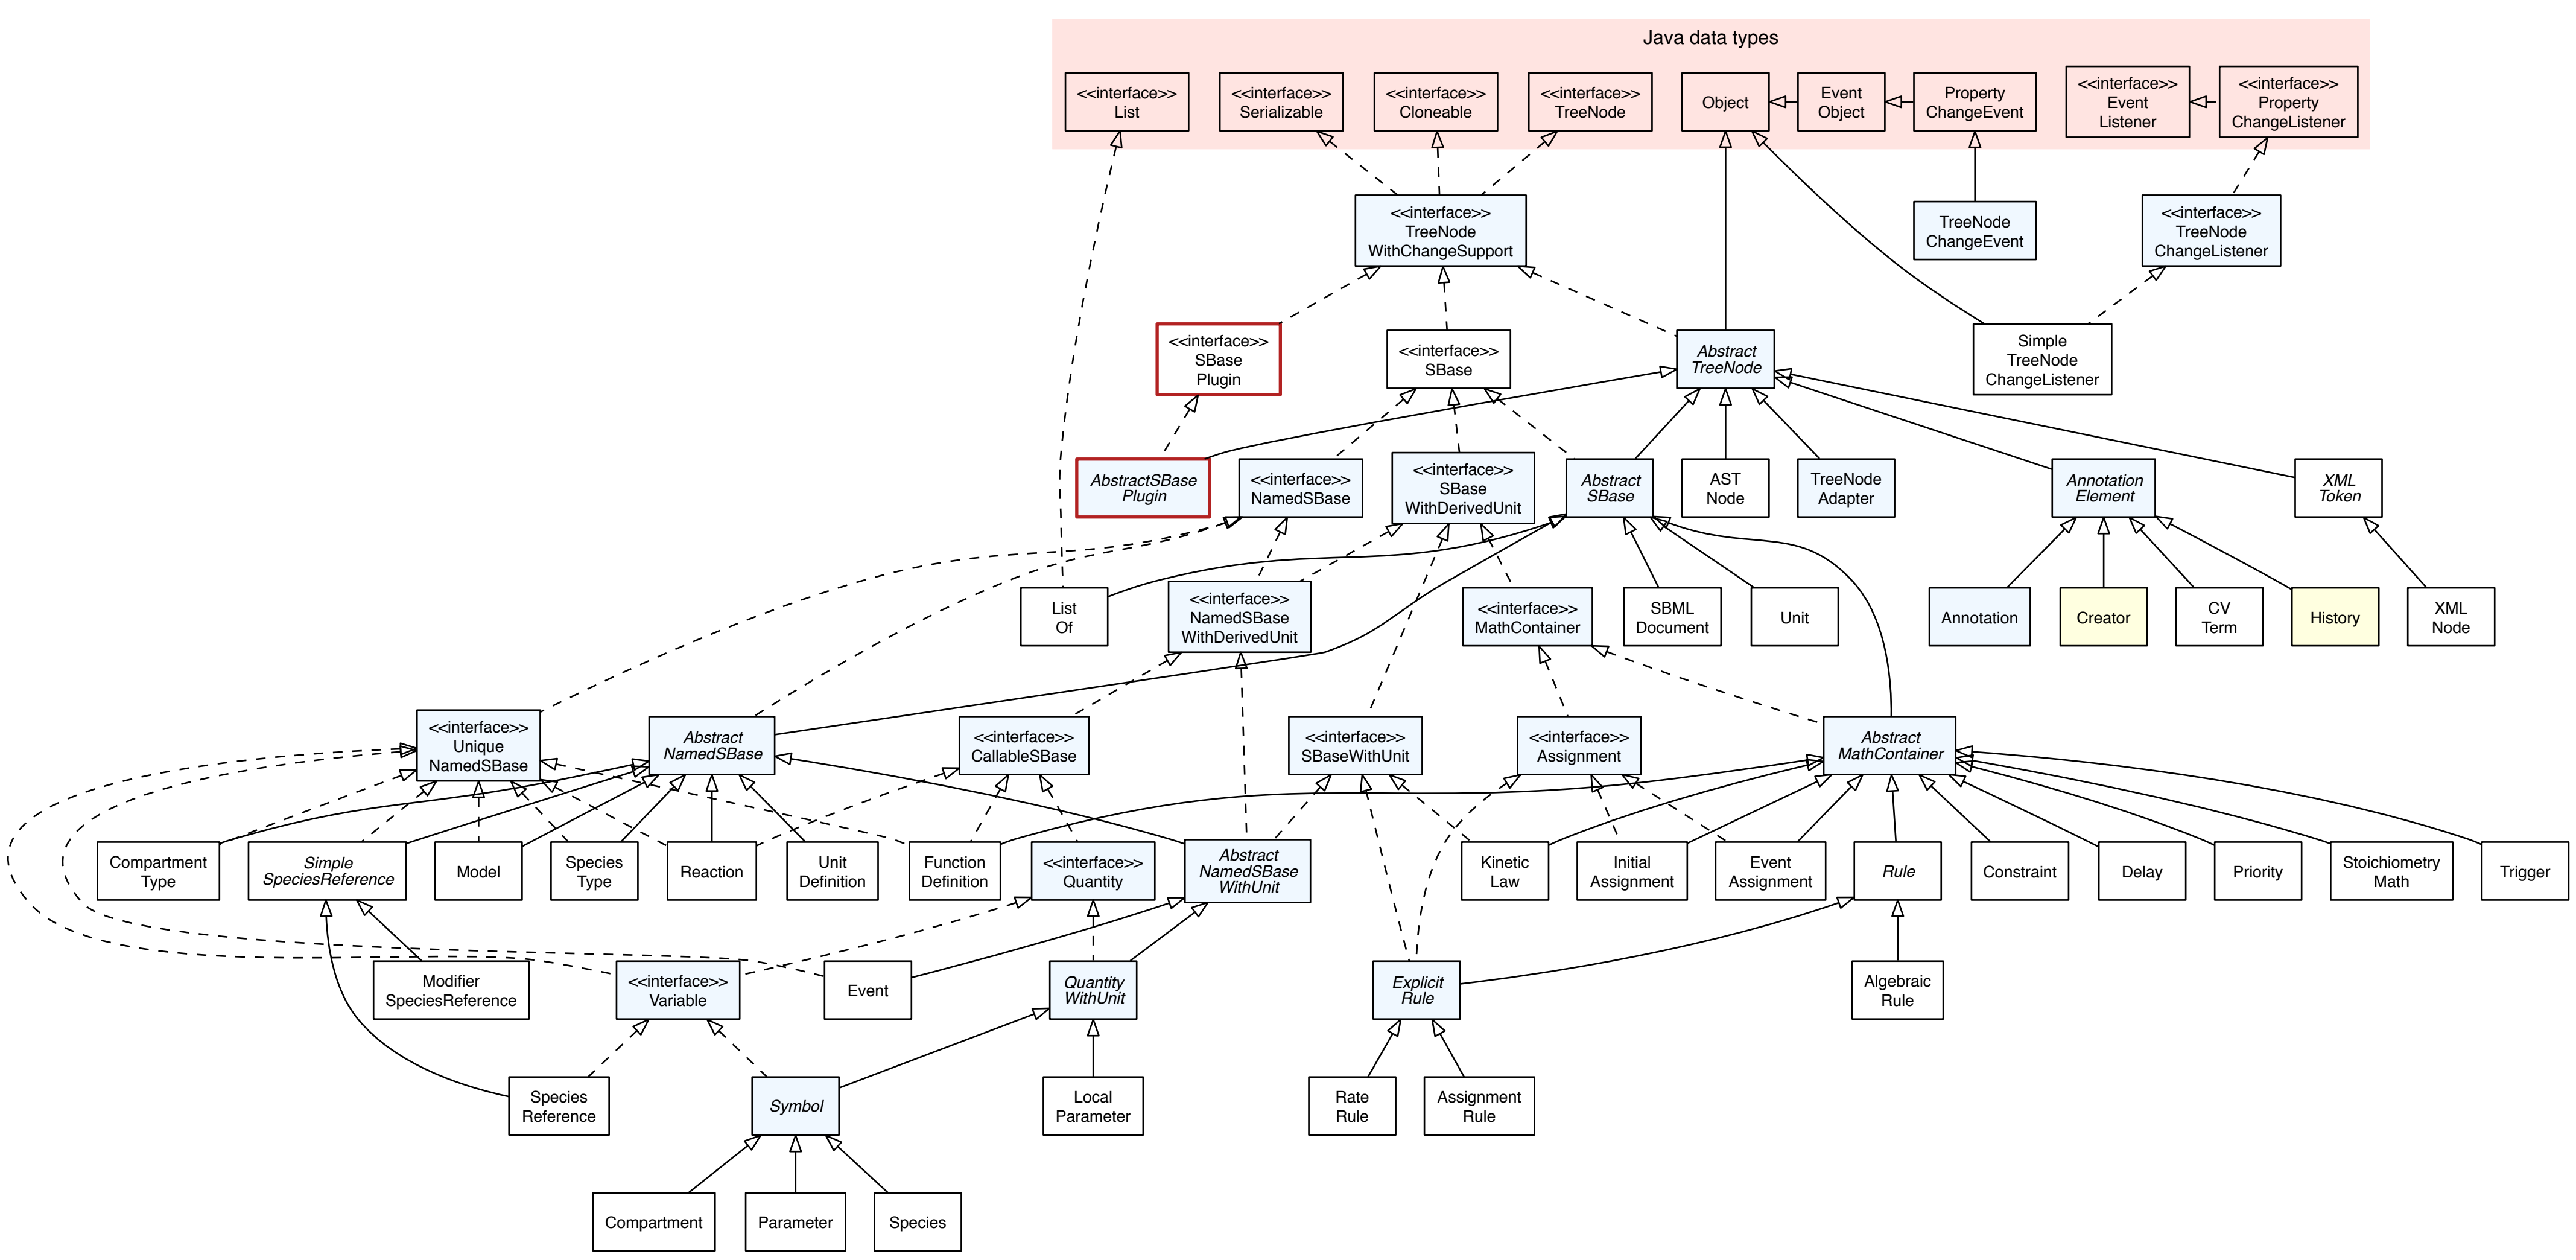 Java data types
<<interface>>
List
<<interface>>
Serializable
<<interface>>
Cloneable
<<interface>>
TreeNode
Object
Event
Object
Property
ChangeEvent
<<interface>>
Event
Listener
<<interface>>
Property
ChangeListener
<<interface>>
TreeNode
WithChangeSupport
TreeNode
ChangeEvent
<<interface>>
TreeNode
ChangeListener
<<interface>>
SBase
Plugin
<<interface>>
SBase
Abstract
TreeNode
Simple
TreeNode
ChangeListener
AbstractSBase
Plugin
<<interface>>
NamedSBase
<<interface>>
SBase
WithDerivedUnit
Abstract
SBase
AST
Node
TreeNode
Adapter
Annotation
Element
XML
Token
List
Of
<<interface>>
NamedSBase
WithDerivedUnit
<<interface>>
MathContainer
SBML
Document
Unit
Annotation
Creator
CV
Term
History
XML
Node
<<interface>>
Unique
NamedSBase
Abstract
NamedSBase
<<interface>>
CallableSBase
<<interface>>
SBaseWithUnit
<<interface>>
Assignment
Abstract
MathContainer
Compartment
Type
Simple
SpeciesReference
Model
Species
Type
Reaction
Unit
Definition
Function
Definition
<<interface>>
Quantity
Abstract
NamedSBase
WithUnit
Kinetic
Law
Initial
Assignment
Event
Assignment
Rule
Constraint
Delay
Priority
Stoichiometry
Math
Trigger
Modifier
SpeciesReference
<<interface>>
Variable
Event
Quantity
WithUnit
Explicit
Rule
Algebraic
Rule
Species
Reference
Symbol
Local
Parameter
Rate
Rule
Assignment
Rule
Compartment
Parameter
Species